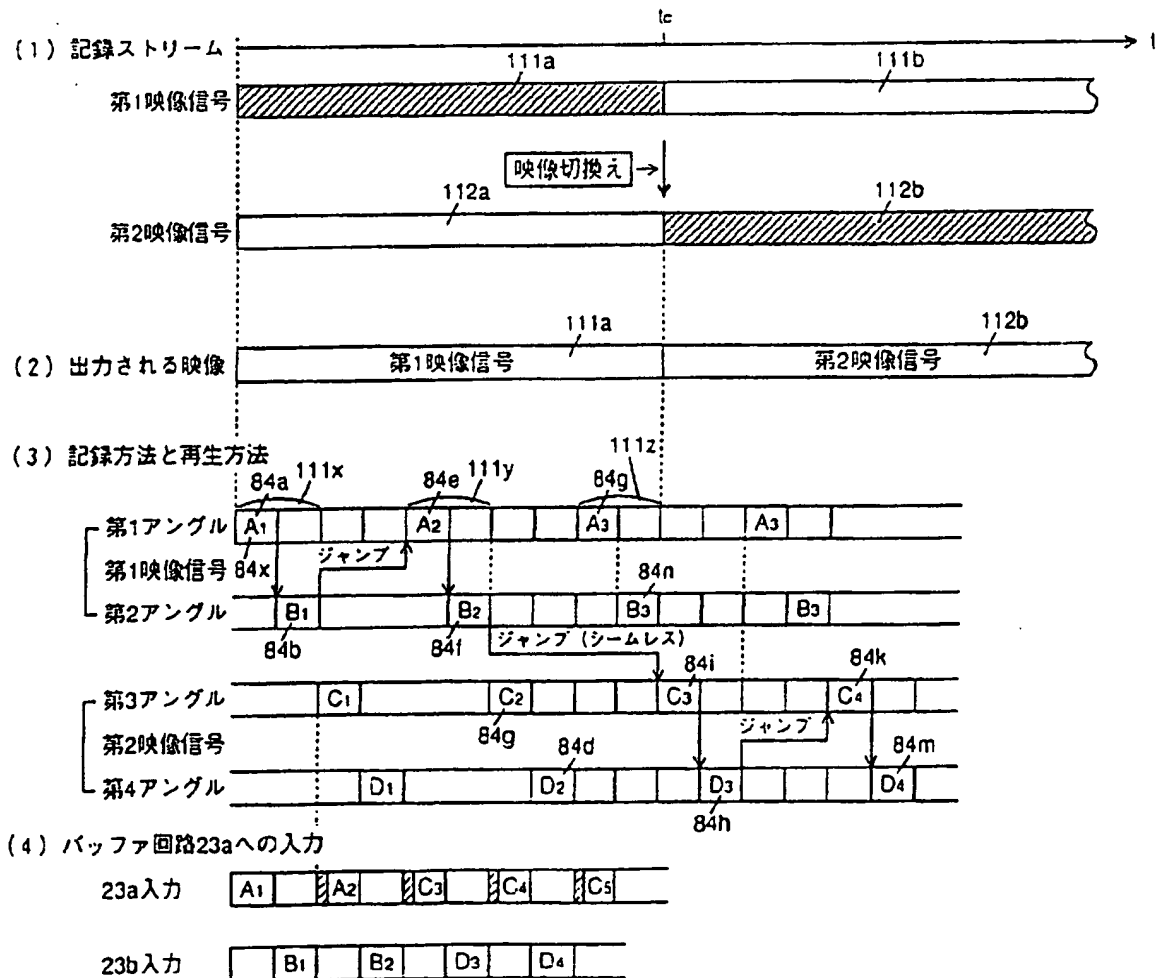 tc
(1) 記録ストリーム
t
111a
111b
第1映像信号
映像切換え
112a
112b
第2映像信号
111a
112b
(2) 出力される映像
第1映像信号
第2映像信号
(3) 記録方法と再生方法
84a
111x
84e
111y
84g
111z
第1アングル
A1
A2
A3
A3
第1映像信号
84x
ジャンプ
84n
第2アングル
B1
B2
B3
B3
84b
84f
ジャンプ (シームレス)
84i
84k
第3アングル
C1
C2
C3
C4
84g
ジャンプ
第2映像信号
84d
84m
第4アングル
D1
D2
D3
D4
84h
(4) バッファ回路23aへの入力
23a入力
A1
A2
C3
C4
C5
23b入力
B1
B2
D3
D4